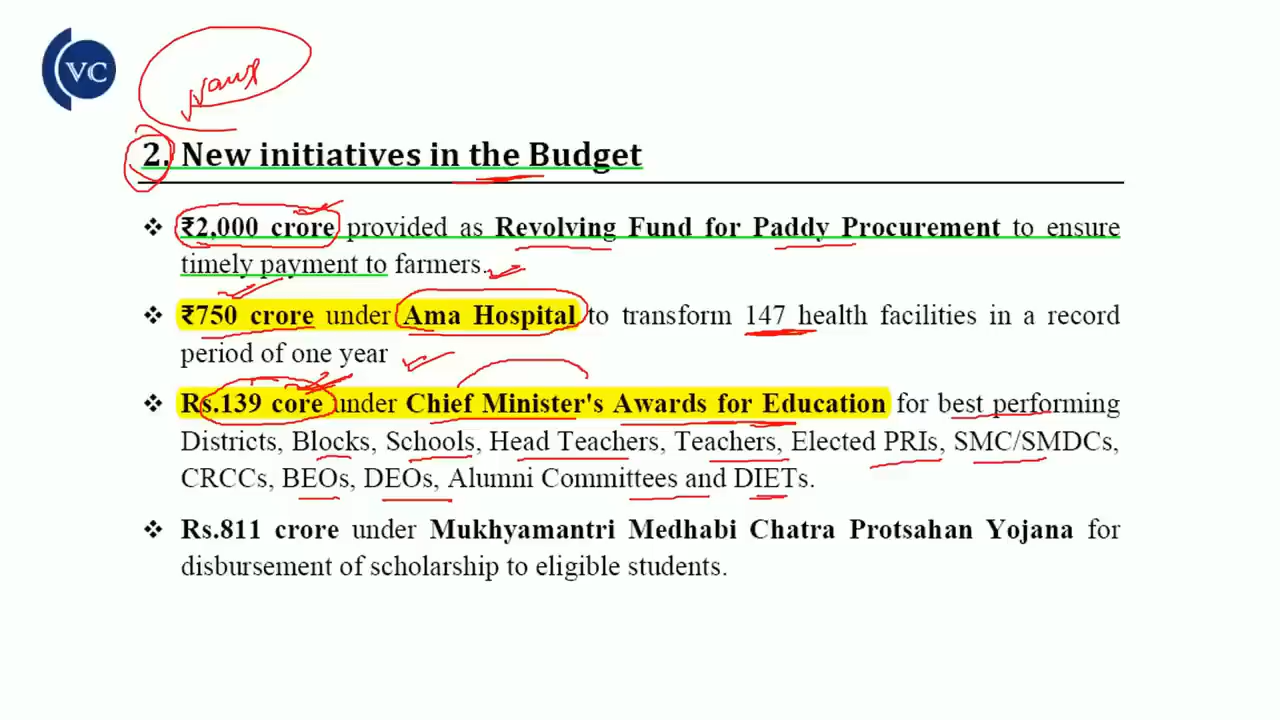 VC
2. New initiatives in the Budget
❖ ₹2,000 crore provided as Revolving Fund for Paddy Procurement to ensure
timely payment to farmers.
❖ ₹750 crore under Ama Hospital to transform 147 health facilities in a record
period of one year
❖ Rs.139 core under Chief Minister's Awards for Education for best performing
Districts, Blocks, Schools, Head Teachers, Teachers, Elected PRIs, SMC/SMDCs,
CRCCs, BEOs, DEOs, Alumni Committees and DIETs.
❖ Rs.811 crore under Mukhyamantri Medhabi Chatra Protsahan Yojana for
disbursement of scholarship to eligible students.